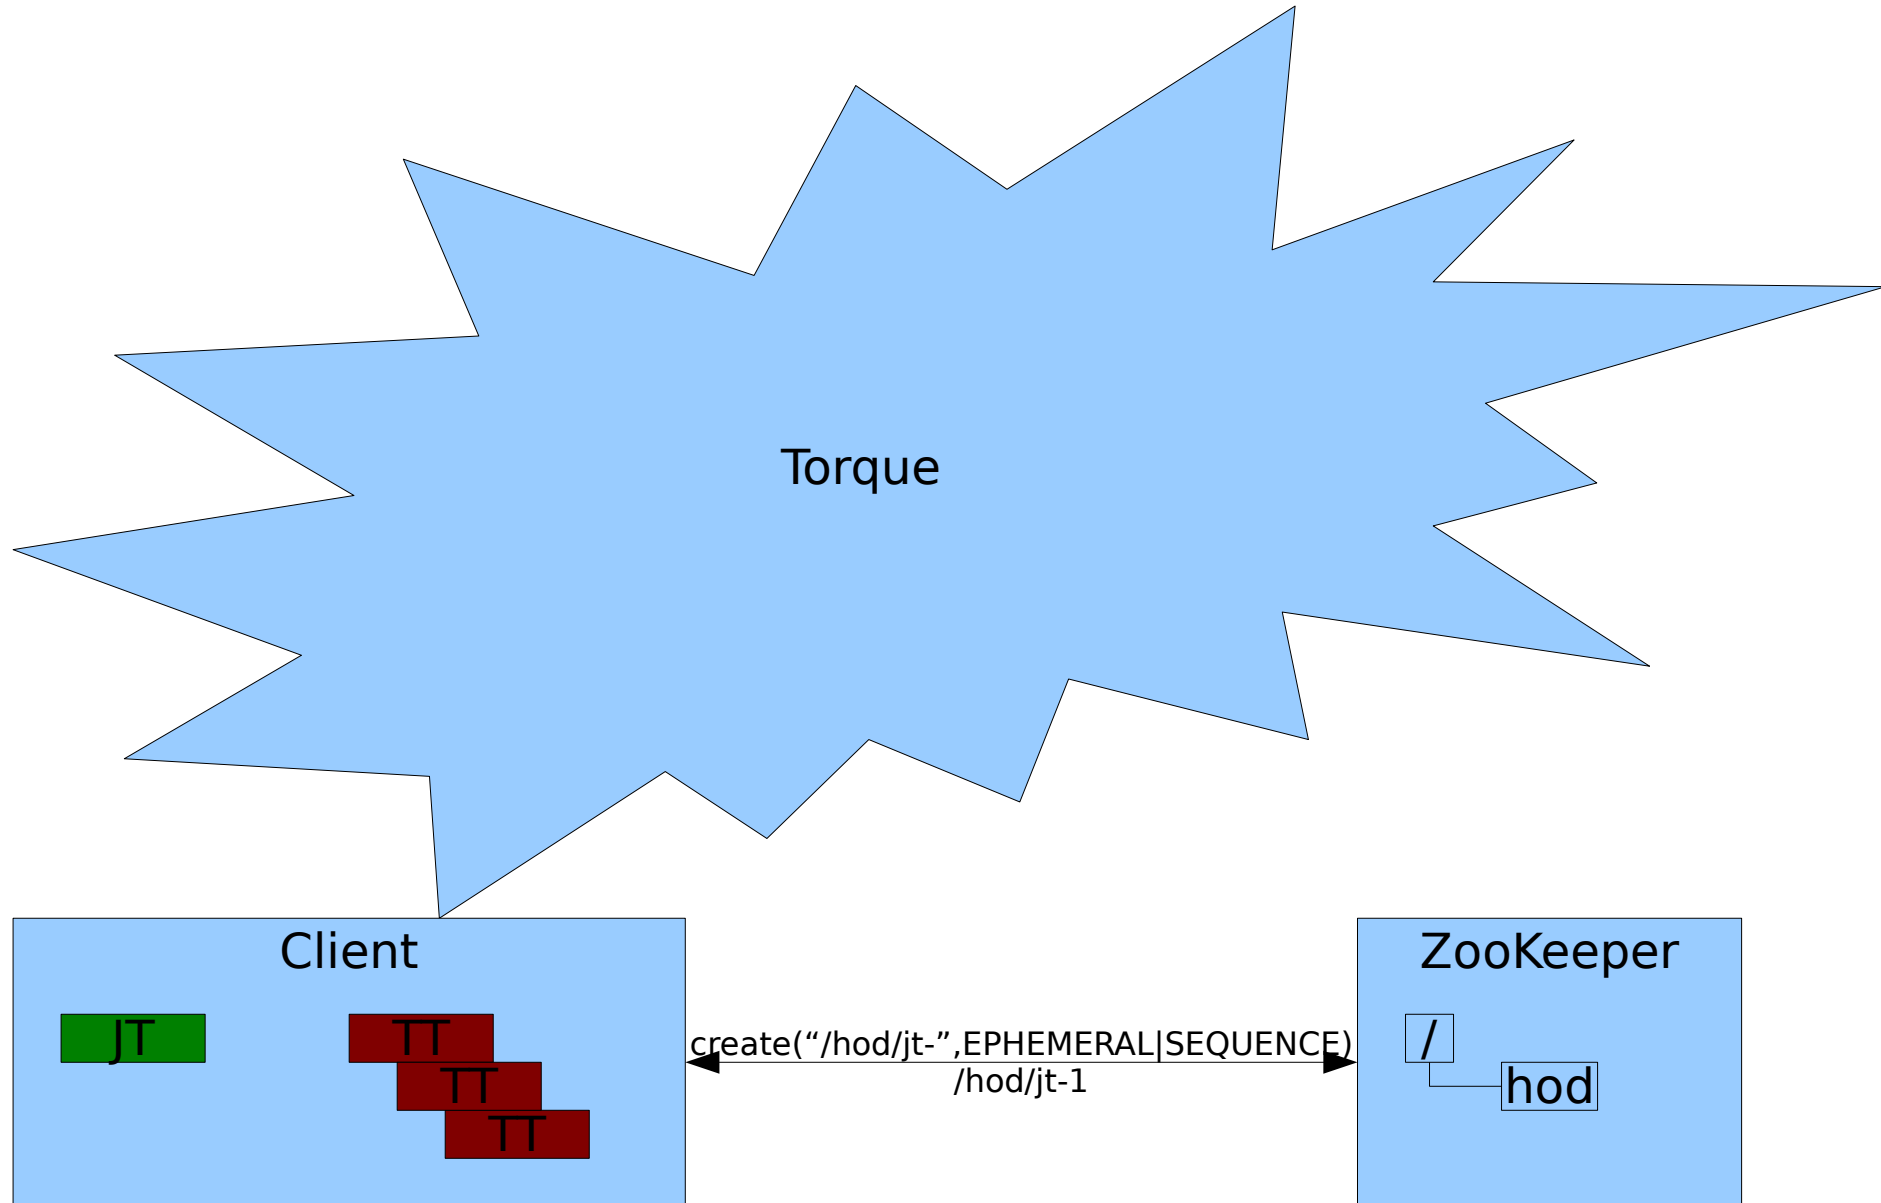 Torque
Client
ZooKeeper
JT
TT
TT
TT
create(“/hod/jt-”,EPHEMERAL|SEQUENCE)
/hod/jt-1
/
hod